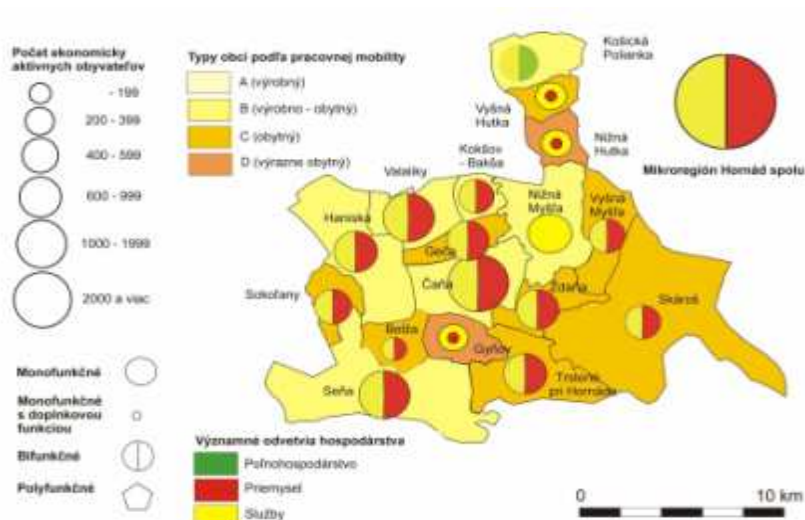 Počet ekonomicky
aktívnych obyvateľov
- 199
200 - 399
400 - 599
600 - 999
1000 - 1999
2000 a viac
Monofunkčné
Monofunkčné
s doplnkovou
funkciou
Bifunkčné
Polyfunkčné
Typy obcí podľa pracovnej mobility
A (výrobný)
B (výrobno - obytný)
C (obytný)
D (výrazne obytný)
Košická
Polianka
Vyšná
Hutka
Nižná
Hutka
Kokšov
- Bakša
Valaliky
Nižná
Myšľa
Vyšná
Myšľa
Haniska
Geča
Čaňa
Ždaňa
Skároš
Sokoľany
Belža
Gyňov
Seňa
Trstené
pri Hornáde
Mikroregión Hornád spolu
Významné odvetvia hospodárstva
Poľnohospodárstvo
Priemysel
Služby
0
10 km